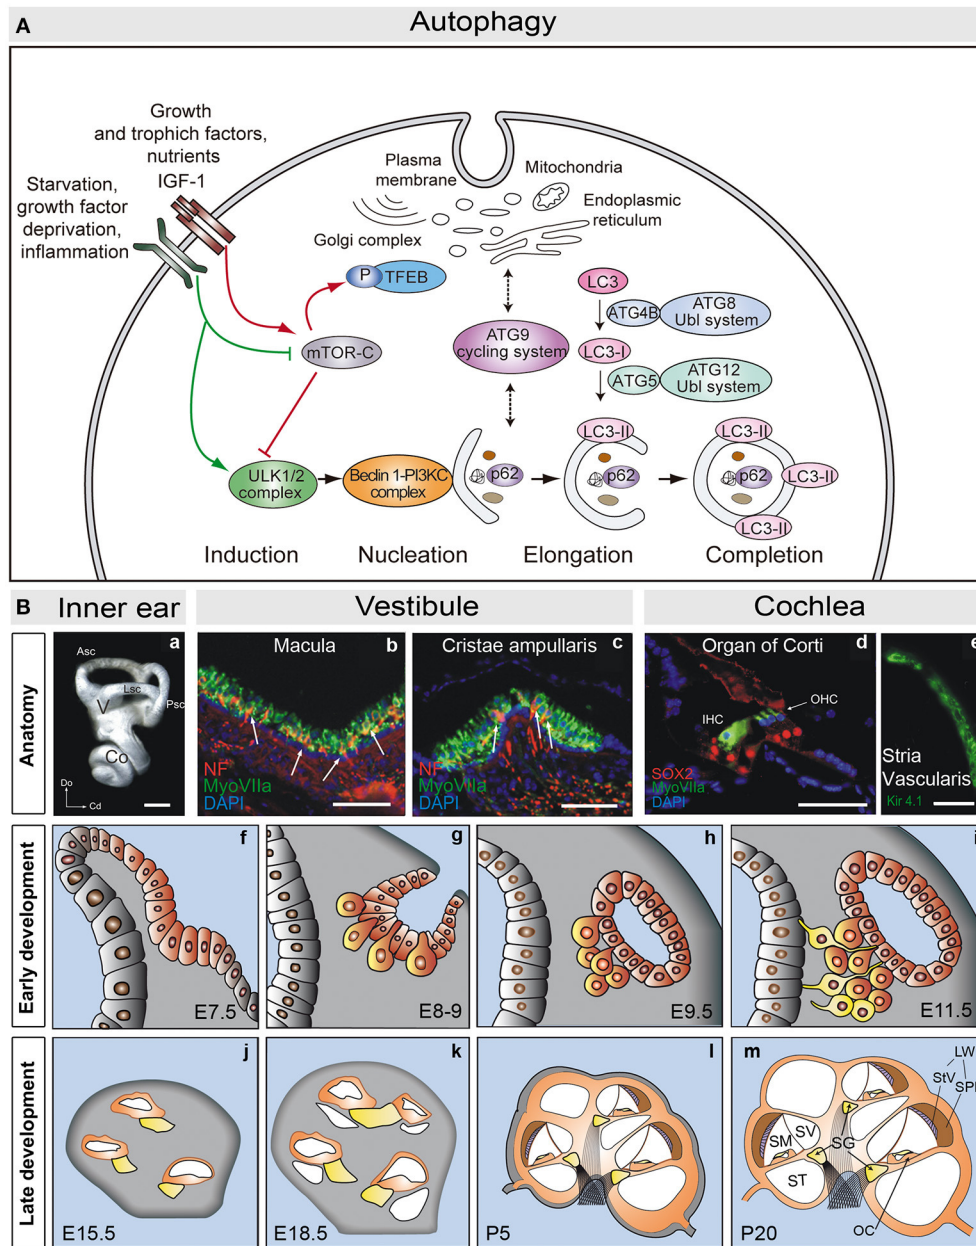 A
Autophagy
Growth
and trophich factors,
nutrients
IGF-1
Starvation,
growth factor
deprivation,
inflammation
Plasma
membrane
Mitochondria
Endoplasmic
reticulum
Golgi complex
P
TFEB
LC3
ATG4B
ATG8
Ubl system
mTOR-C
ATG9
cycling system
LC3-I
ATG5
ATG12
Ubl system
LC3-II
LC3-II
ULK1/2
complex
Beclin 1-PI3KC
complex
p62
p62
p62
LC3-II
LC3-II
Induction
Nucleation
Elongation
Completion
B
Inner ear
Vestibule
Cochlea
Anatomy
a
Asc
Lsc
V
Psc
Co
Do
Cd
Macula
b
NF
MyoVIIa
DAPI
Cristae ampullaris
c
NF
MyoVIIa
DAPI
Organ of Corti
d
OHC
IHC
SOX2
MyoVIIa
DAPI
e
Stria
Vascularis
Kir 4.1
Early development
f
E7.5
g
E8-9
h
E9.5
i
E11.5
Late development
j
E15.5
k
E18.5
l
P5
m
LW
StV
SPL
SV
SM
SG
ST
OC
P20